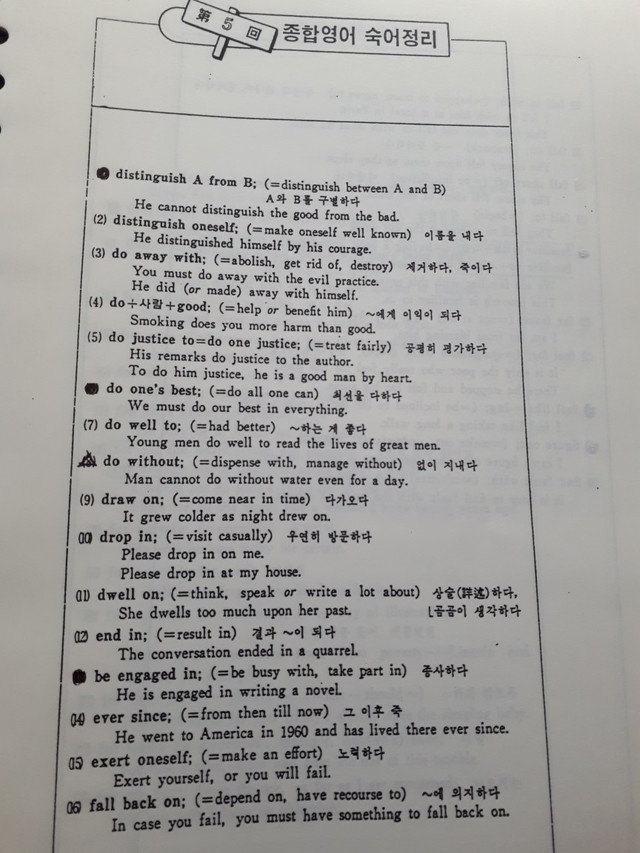 第 5 回
종합영어 숙어정리
distinguish A from B; (=distinguish between A and B)
A와 B를 구별하다
He cannot distinguish the good from the bad.
(2) distinguish oneself; (=make oneself well known) 이름을 내다
He distinguished himself by his courage.
(3) do away with; (=abolish, get rid of, destroy) 제거하다, 죽이다
You must do away with the evil practice.
He did (or made) away with himself.
(4) do+사람+good; (=help or benefit him) ~에게 이익이 되다
Smoking does you more harm than good.
(5) do justice to=do one justice; (=treat fairly) 공평히 평가하다
His remarks do justice to the author.
To do him justice, he is a good man by heart.
do one's best; (=do all one can) 최선을 다하다
We must do our best in everything.
(7) do well to; (=had better) ~하는 게 좋다
Young men do well to read the lives of great men.
do without; (=dispense with, manage without) 없이 지내다
Man cannot do without water even for a day.
(9) draw on; (=come near in time) 다가오다
It grew colder as night drew on.
(10) drop in; (=visit casually) 우연히 방문하다
Please drop in on me.
Please drop in at my house.
(11) dwell on; (=think, speak or write a lot about) 상술(詳述)하다,
She dwells too much upon her past. 곰곰이 생각하다
(12) end in; (=result in) 결과 ~이 되다
The conversation ended in a quarrel.
be engaged in; (=be busy with, take part in) 종사하다
He is engaged in writing a novel.
(14) ever since; (=from then till now) 그 이후 죽
He went to America in 1960 and has lived there ever since.
(15) exert oneself; (=make an effort) 노력하다
Exert yourself, or you will fail.
(16) fall back on; (=depend on, have recourse to) ~에 의지하다
In case you fail, you must have something to fall back on.